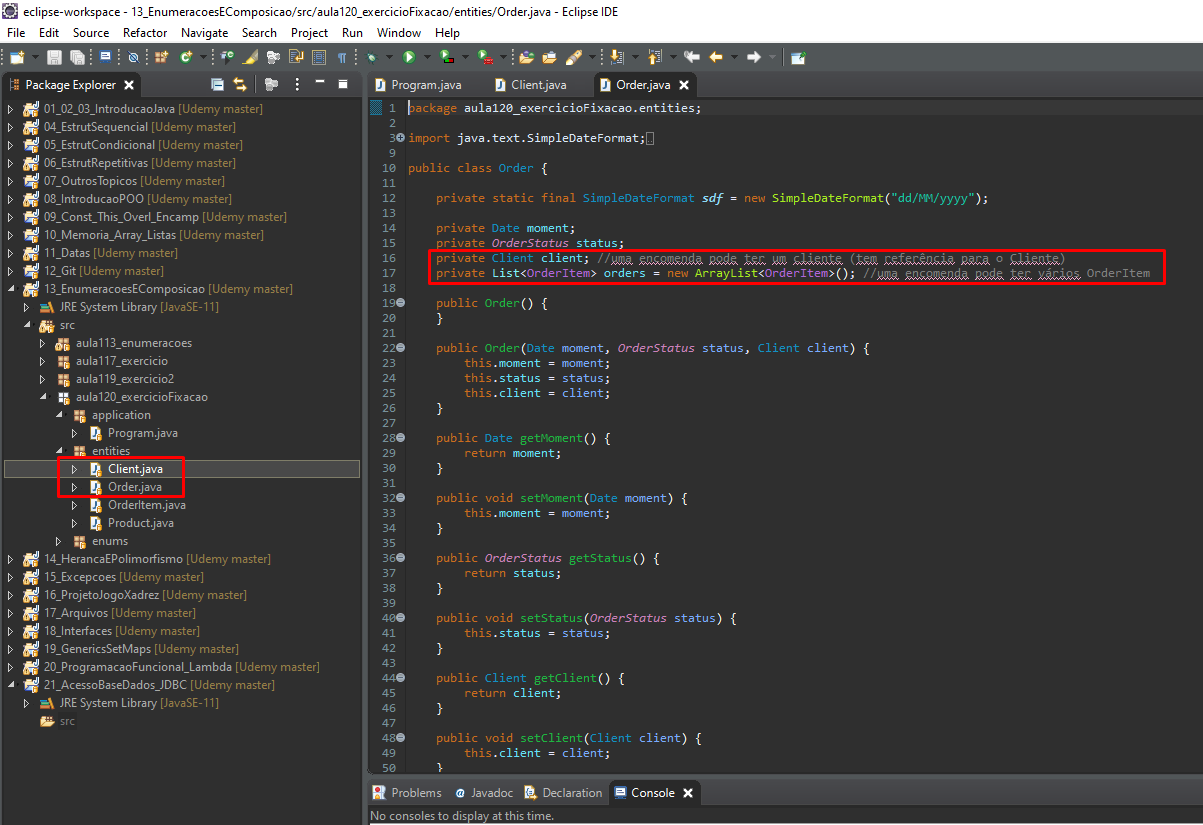 eclipse-workspace - 13_EnumeracoesEComposicao/src/aula120_exercicioFixacao/entities/Order.java - Eclipse IDE
File Edit Source Refactor Navigate Search Project Run Window Help
Package Explorer
01_02_03_IntroducaoJava [Udemy master]
04_EstrutSequencial [Udemy master]
05_EstrutCondicional [Udemy master]
06_EstrutRepetitivas [Udemy master]
07_OutrosTopicos [Udemy master]
08_IntroducaoPOO [Udemy master]
09_Const_This_Overl_Encamp [Udemy master]
10_Memoria_Array_Listas [Udemy master]
11_Datas [Udemy master]
12_Git [Udemy master]
13_EnumeracoesEComposicao [Udemy master]
JRE System Library [JavaSE-11]
src
aula113_enumeracoes
aula117_exercicio
aula119_exercicio2
aula120_exercicioFixacao
application
Program.java
entities
Client.java
Order.java
OrderItem.java
Product.java
enums
14_HerancaEPolimorfismo [Udemy master]
15_Excepcoes [Udemy master]
16_ProjetoJogoXadrez [Udemy master]
17_Arquivos [Udemy master]
18_Interfaces [Udemy master]
19_GenericsSetMaps [Udemy master]
20_ProgramacaoFuncional_Lambda [Udemy master]
21_AcessoBaseDados_JDBC [Udemy master]
JRE System Library [JavaSE-11]
src
Program.java Client.java Order.java
1 package aula120_exercicioFixacao.entities;
2
3 import java.text.SimpleDateFormat;
9
10 public class Order {
11
12 private static final SimpleDateFormat sdf = new SimpleDateFormat("dd/MM/yyyy");
13
14 private Date moment;
15 private OrderStatus status;
16 private Client client; //uma encomenda pode ter um cliente (tem referência para o Cliente)
17 private List<OrderItem> orders = new ArrayList<OrderItem>(); //uma encomenda pode ter vários OrderItem
18
19 public Order() {
20 }
21
22 public Order(Date moment, OrderStatus status, Client client) {
23 this.moment = moment;
24 this.status = status;
25 this.client = client;
26 }
27
28 public Date getMoment() {
29 return moment;
30 }
31
32 public void setMoment(Date moment) {
33 this.moment = moment;
34 }
35
36 public OrderStatus getStatus() {
37 return status;
38 }
39
40 public void setStatus(OrderStatus status) {
41 this.status = status;
42 }
43
44 public Client getClient() {
45 return client;
46 }
47
48 public void setClient(Client client) {
49 this.client = client;
50 }
Problems Javadoc Declaration Console
No consoles to display at this time.